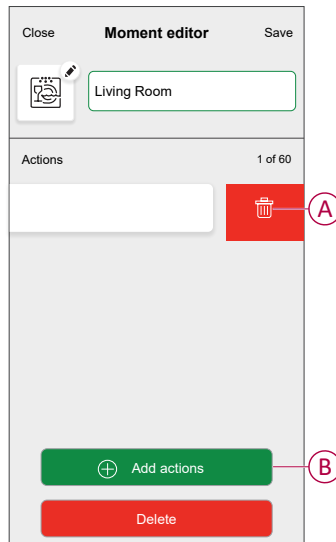 Close Moment editor Save
Living Room
Actions 1 of 60
A
Add actions B
Delete